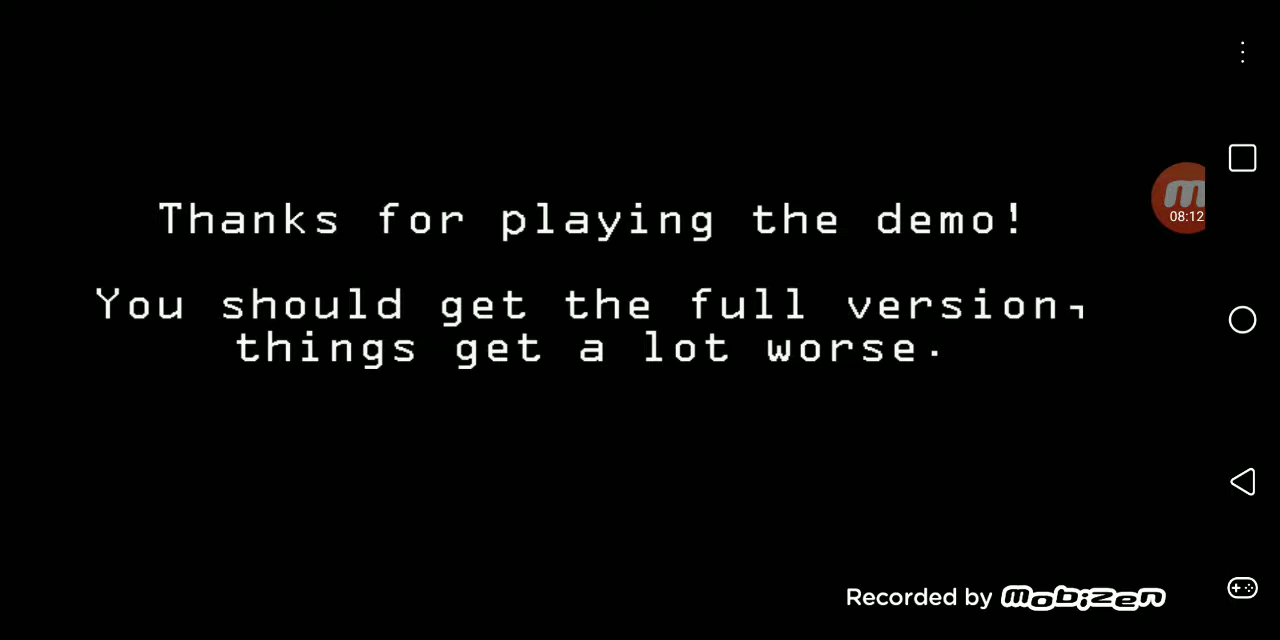 Thanks for playing the demo!
You should get the full version,
things get a lot worse.
08:12
Recorded by mobizen